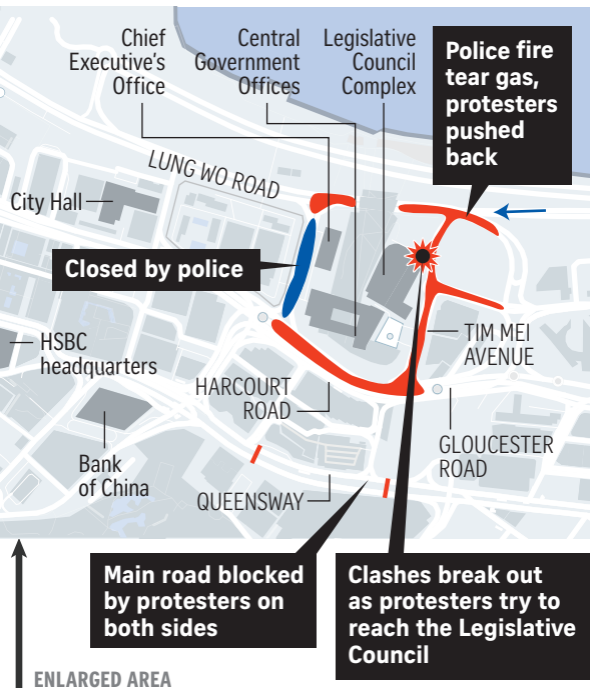 Chief
Executive's
Office
Central
Government
Offices
Legislative
Council
Complex
Police fire
tear gas,
protesters
pushed
back
LUNG WO ROAD
City Hall
Closed by police
HSBC
headquarters
TIM MEI
AVENUE
HARCOURT
ROAD
GLOUCESTER
ROAD
Bank
of China
QUEENSWAY
Main road blocked
by protesters on
both sides
Clashes break out
as protesters try to
reach the Legislative
Council
ENLARGED AREA